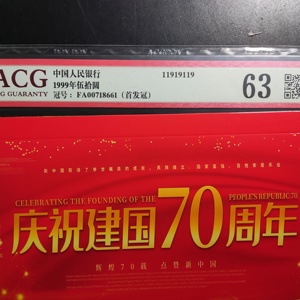 ACG
NG GUARANTY
中国人民银行
1999年伍拾圆
冠号：FA00718661（首发冠）
11919119
63
CELEBRATING THE FOUNDING OF THE
PEOPLE'S REPUBLIC 70
庆祝建国70周年
辉煌70载 点赞新中国